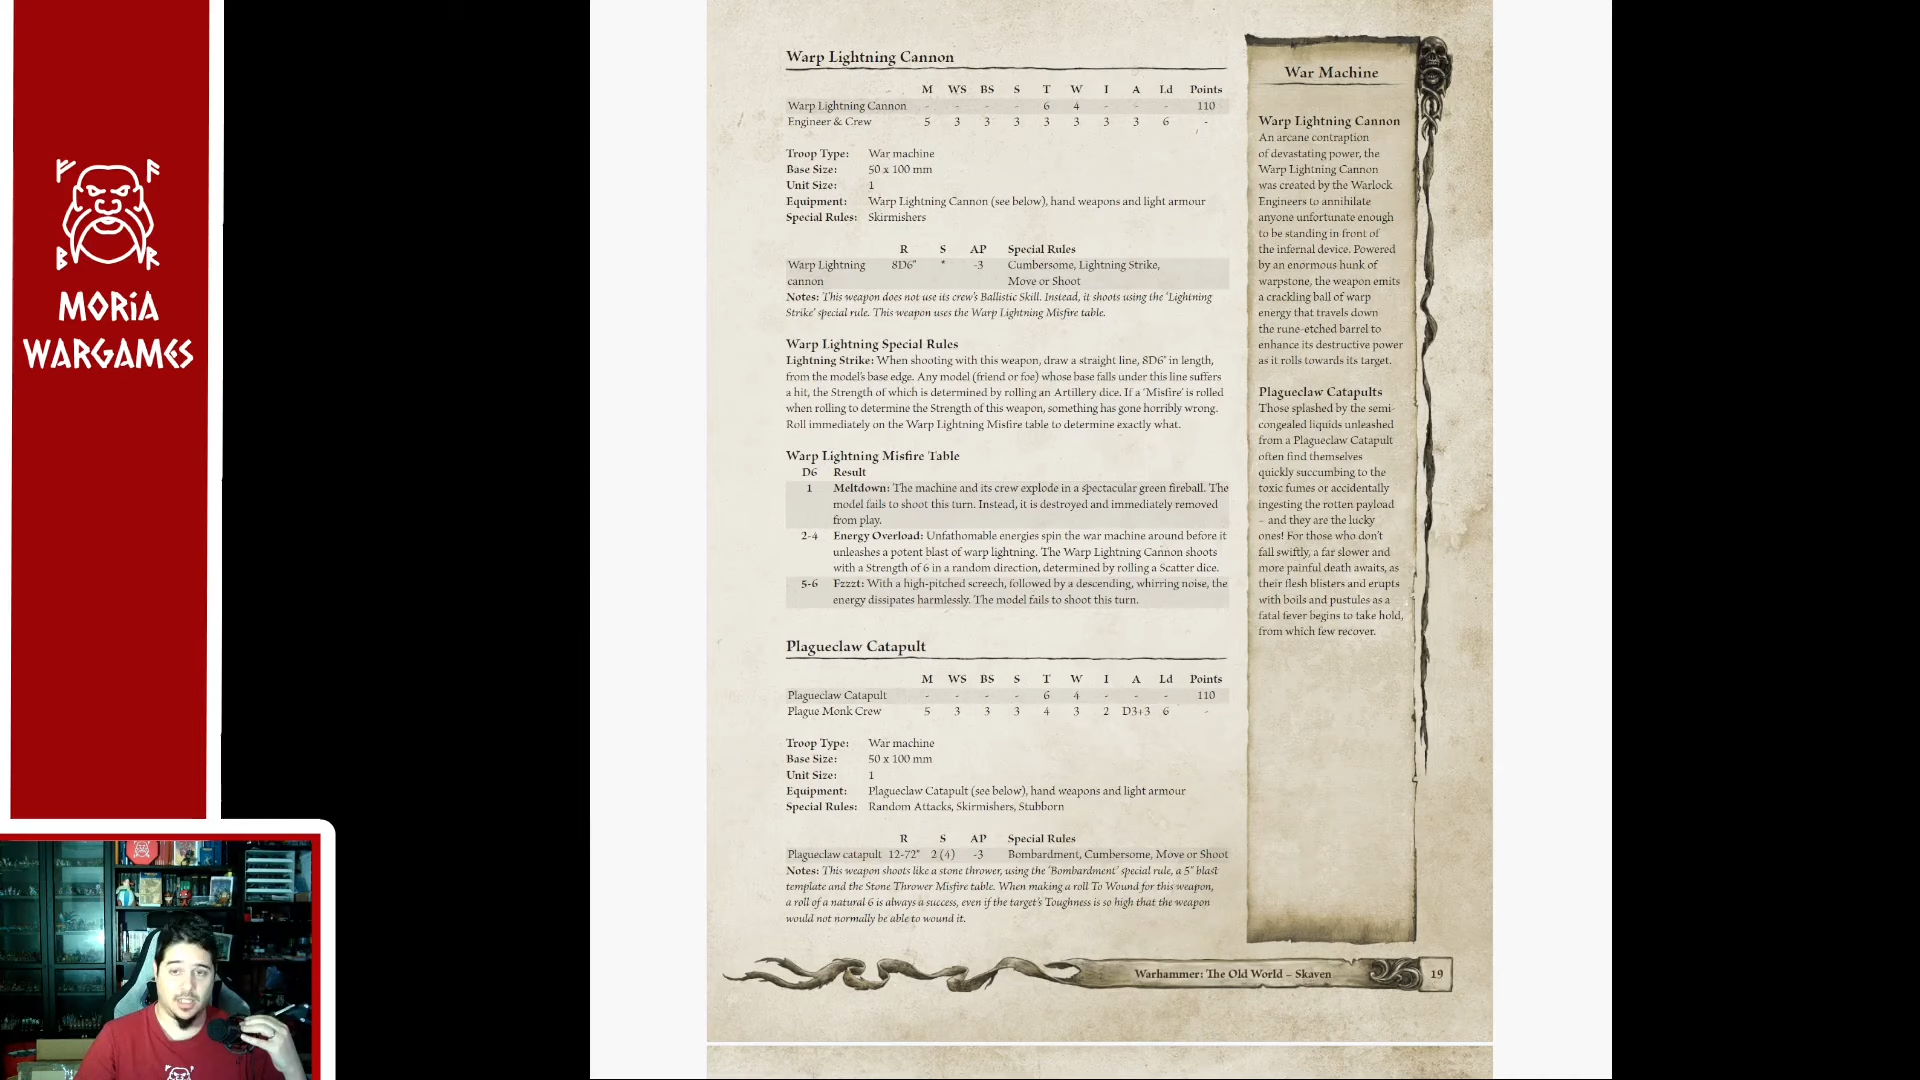 MORIA
WARGAMES
Warp Lightning Cannon
M WS BS S T W I A Ld Points
Warp Lightning Cannon - - - - 6 4 - - - 110
Engineer & Crew 5 3 3 3 3 3 3 3 6 -
Troop Type: War machine
Base Size: 50 x 100 mm
Unit Size: 1
Equipment: Warp Lightning Cannon (see below), hand weapons and light armour
Special Rules: Skirmishers
R S AP Special Rules
Warp Lightning 8D6" * -3 Cumbersome, Lightning Strike,
cannon Move or Shoot
Notes: This weapon does not use its crew's Ballistic Skill. Instead, it shoots using the 'Lightning
Strike' special rule. This weapon uses the Warp Lightning Misfire table.
Warp Lightning Special Rules
Lightning Strike: When shooting with this weapon, draw a straight line, 8D6" in length,
from the model's base edge. Any model (friend or foe) whose base falls under this line suffers
a hit, the Strength of which is determined by rolling an Artillery dice. If a 'Misfire' is rolled
when rolling to determine the Strength of this weapon, something has gone horribly wrong.
Roll immediately on the Warp Lightning Misfire table to determine exactly what.
Warp Lightning Misfire Table
D6 Result
1 Meltdown: The machine and its crew explode in a spectacular green fireball. The
model fails to shoot this turn. Instead, it is destroyed and immediately removed
from play.
2-4 Energy Overload: Unfathomable energies spin the war machine around before it
unleashes a potent blast of warp lightning. The Warp Lightning Cannon shoots
with a Strength of 6 in a random direction, determined by rolling a Scatter dice.
5-6 Fzzzt: With a high-pitched screech, followed by a descending, whirring noise, the
energy dissipates harmlessly. The model fails to shoot this turn.
Plagueclaw Catapult
M WS BS S T W I A Ld Points
Plagueclaw Catapult - - - - 6 4 - - - 110
Plague Monk Crew 5 3 3 3 4 3 2 D3+3 6 -
Troop Type: War machine
Base Size: 50 x 100 mm
Unit Size: 1
Equipment: Plagueclaw Catapult (see below), hand weapons and light armour
Special Rules: Random Attacks, Skirmishers, Stubborn
R S AP Special Rules
Plagueclaw catapult 12-72" 2 (4) -3 Bombardment, Cumbersome, Move or Shoot
Notes: This weapon shoots like a stone thrower, using the 'Bombardment' special rule, a 5" blast
template and the Stone Thrower Misfire table. When making a roll To Wound for this weapon,
a roll of a natural 6 is always a success, even if the target's Toughness is so high that the weapon
would not normally be able to wound it.
War Machine
Warp Lightning Cannon
An arcane contraption
of devastating power, the
Warp Lightning Cannon
was created by the Warlock
Engineers to annihilate
anyone unfortunate enough
to be standing in front of
the infernal device. Powered
by an enormous hunk of
warpstone, the weapon emits
a crackling ball of warp
energy that travels down
the rune-etched barrel to
enhance its destructive power
as it rolls towards its target.
Plagueclaw Catapults
Those splashed by the semi-
congealed liquids unleashed
from a Plagueclaw Catapult
often find themselves
quickly succumbing to the
toxic fumes or accidentally
ingesting the rotten payload
– and they are the lucky
ones! For those who don't
fall swiftly, a far slower and
more painful death awaits, as
their flesh blisters and erupts
with boils and pustules as a
fatal fever begins to take hold,
from which few recover.
Warhammer: The Old World – Skaven 19